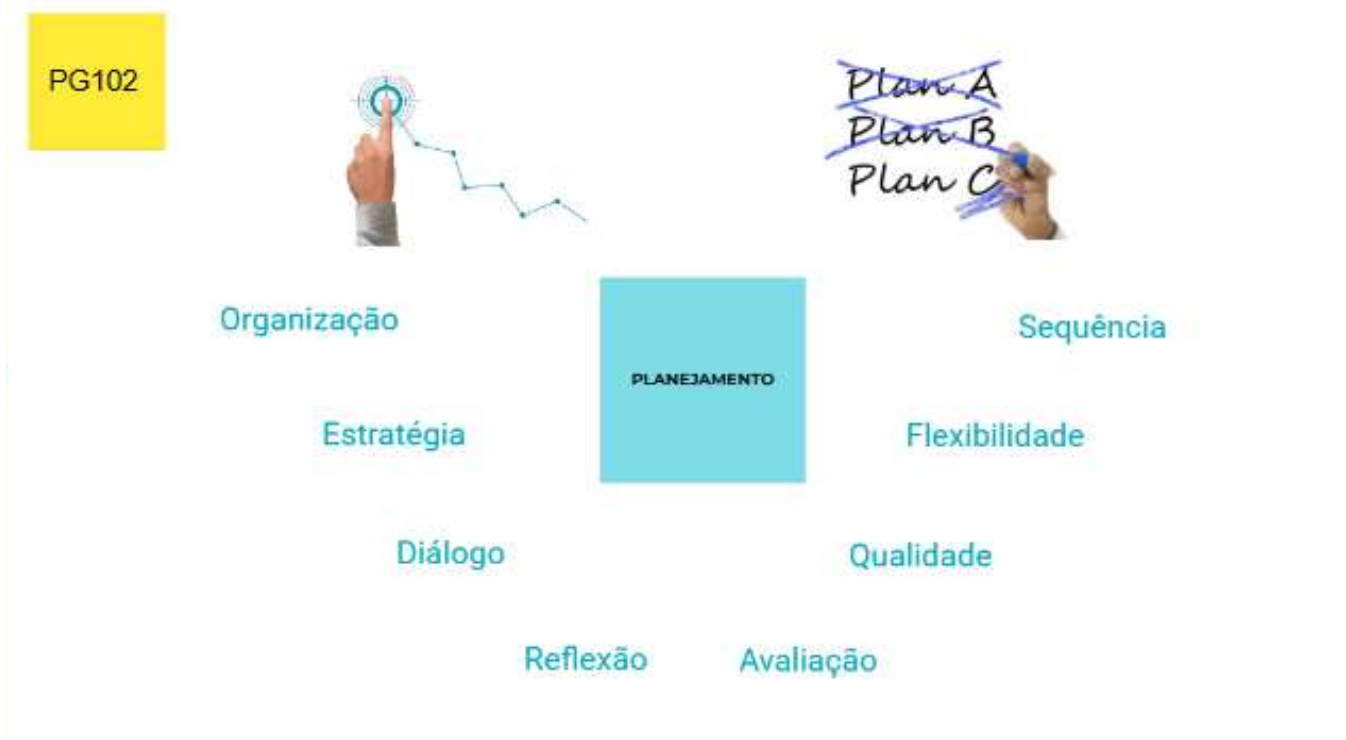 PG102
Plan A
Plan B
Plan C
Organização
Sequência
PLANEJAMENTO
Estratégia
Flexibilidade
Diálogo
Qualidade
Reflexão
Avaliação